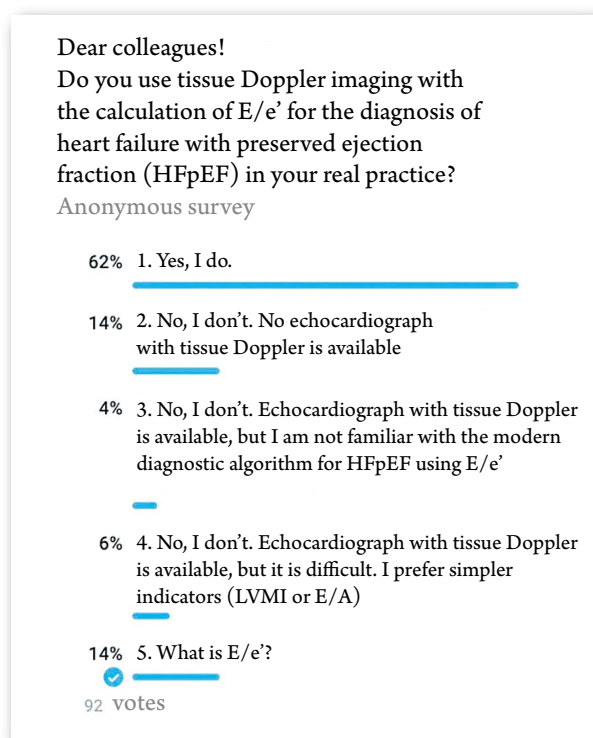 Dear colleagues!
Do you use tissue Doppler imaging with
the calculation of E/e’ for the diagnosis of
heart failure with preserved ejection
fraction (HFpEF) in your real practice?
Anonymous survey
62% 1. Yes, I do.
14% 2. No, I don’t. No echocardiograph
with tissue Doppler is available
4% 3. No, I don’t. Echocardiograph with tissue Doppler
is available, but I am not familiar with the modern
diagnostic algorithm for HFpEF using E/e’
6% 4. No, I don’t. Echocardiograph with tissue Doppler
is available, but it is difficult. I prefer simpler
indicators (LVMI or E/A)
14% 5. What is E/e’?
92 votes